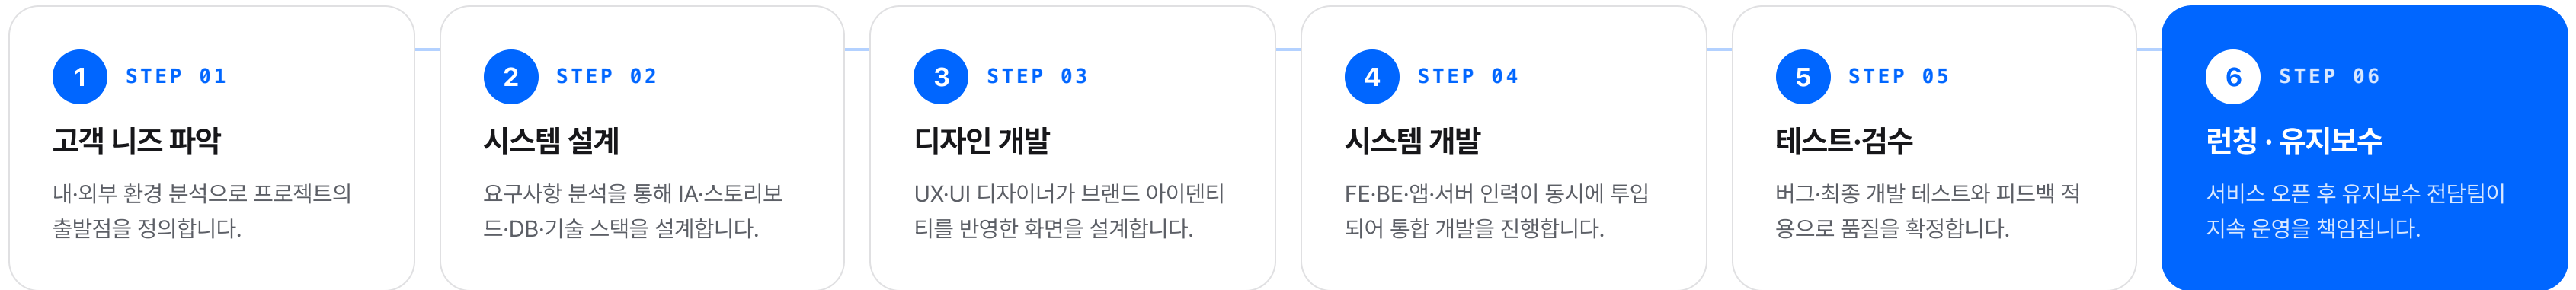 1 STEP 01
고객 니즈 파악
내·외부 환경 분석으로 프로젝트의
출발점을 정의합니다.
2 STEP 02
시스템 설계
요구사항 분석을 통해 IA·스토리보
드·DB·기술 스택을 설계합니다.
3 STEP 03
디자인 개발
UX·UI 디자이너가 브랜드 아이덴티
티를 반영한 화면을 설계합니다.
4 STEP 04
시스템 개발
FE·BE·앱·서버 인력이 동시에 투입
되어 통합 개발을 진행합니다.
5 STEP 05
테스트·검수
버그·최종 개발 테스트와 피드백 적
용으로 품질을 확정합니다.
6 STEP 06
런칭 · 유지보수
서비스 오픈 후 유지보수 전담팀이
지속 운영을 책임집니다.